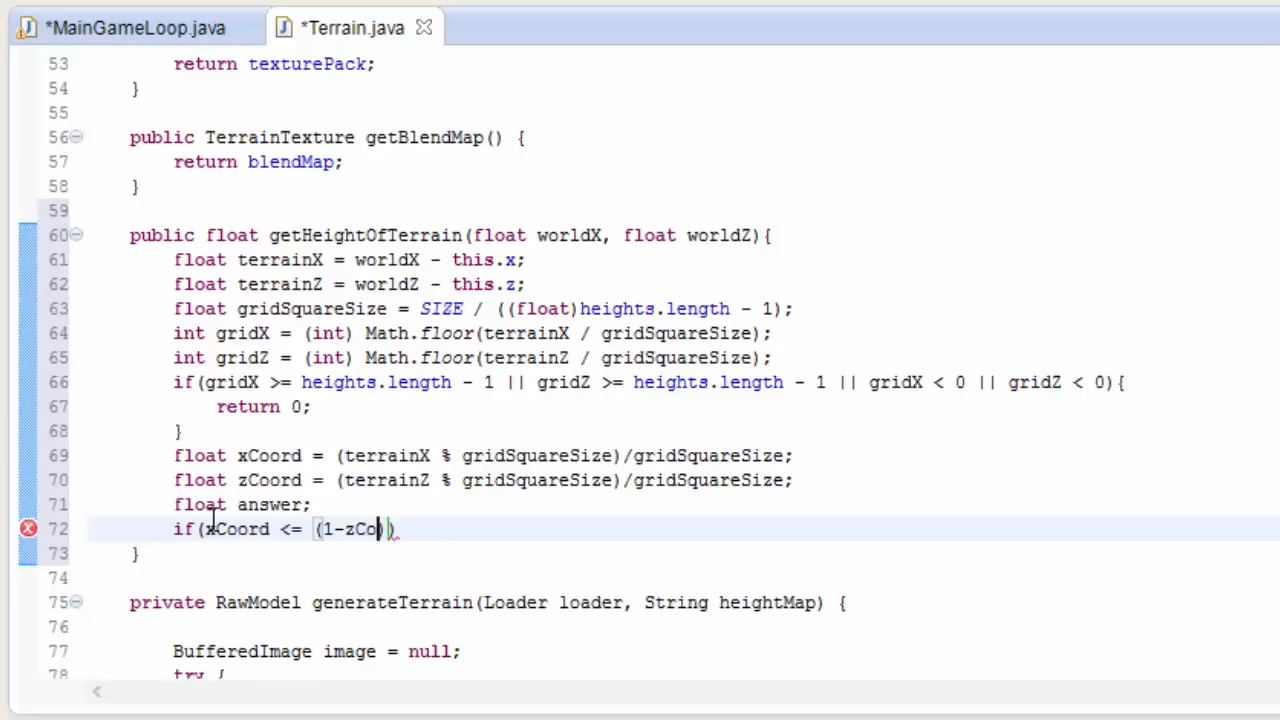 *MainGameLoop.java
*Terrain.java
53 return texturePack;
54 }
55
56 public TerrainTexture getBlendMap() {
57 return blendMap;
58 }
59
60 public float getHeightOfTerrain(float worldX, float worldZ){
61 float terrainX = worldX - this.x;
62 float terrainZ = worldZ - this.z;
63 float gridSquareSize = SIZE / ((float)heights.length - 1);
64 int gridX = (int) Math.floor(terrainX / gridSquareSize);
65 int gridZ = (int) Math.floor(terrainZ / gridSquareSize);
66 if(gridX >= heights.length - 1 || gridZ >= heights.length - 1 || gridX < 0 || gridZ < 0){
67 return 0;
68 }
69 float xCoord = (terrainX % gridSquareSize)/gridSquareSize;
70 float zCoord = (terrainZ % gridSquareSize)/gridSquareSize;
71 float answer;
72 if(xCoord <= (1-zCo))
73 }
74
75 private RawModel generateTerrain(Loader loader, String heightMap) {
76
77 BufferedImage image = null;
78 try {